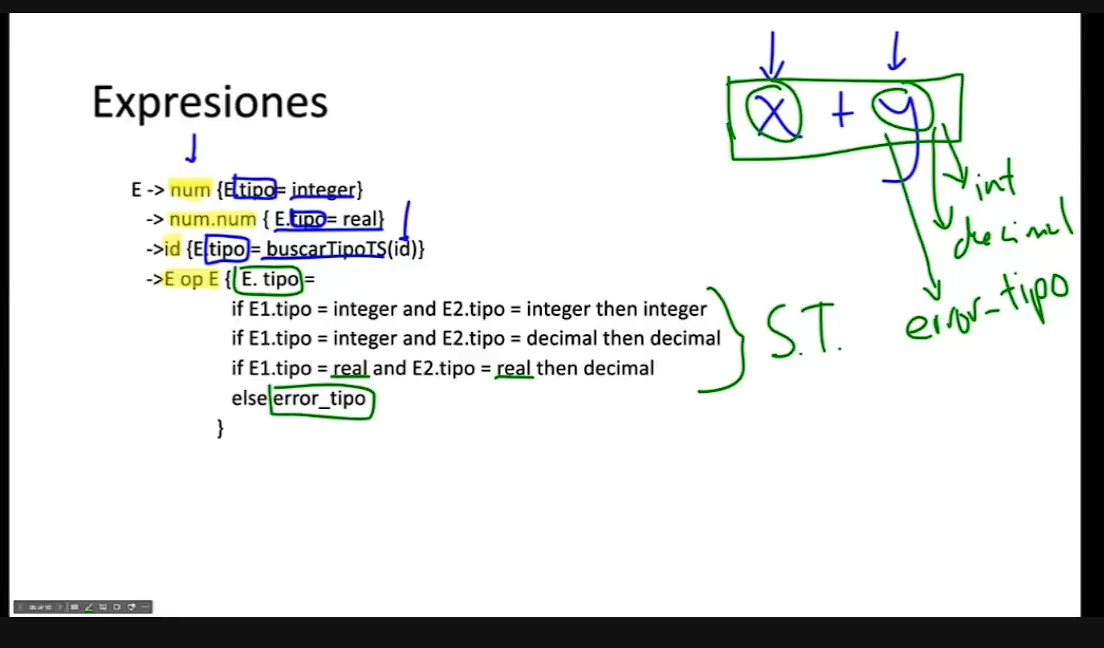 Expresiones
x + y
E -> num {E.tipo= integer}
-> num.num { E.tipo= real}
->id {E.tipo= buscarTipoTS(id)}
->E op E { E. tipo=
if E1.tipo = integer and E2.tipo = integer then integer
if E1.tipo = integer and E2.tipo = decimal then decimal
if E1.tipo = real and E2.tipo = real then decimal
else error_tipo
}
S.T.
int
decimal
error_tipo